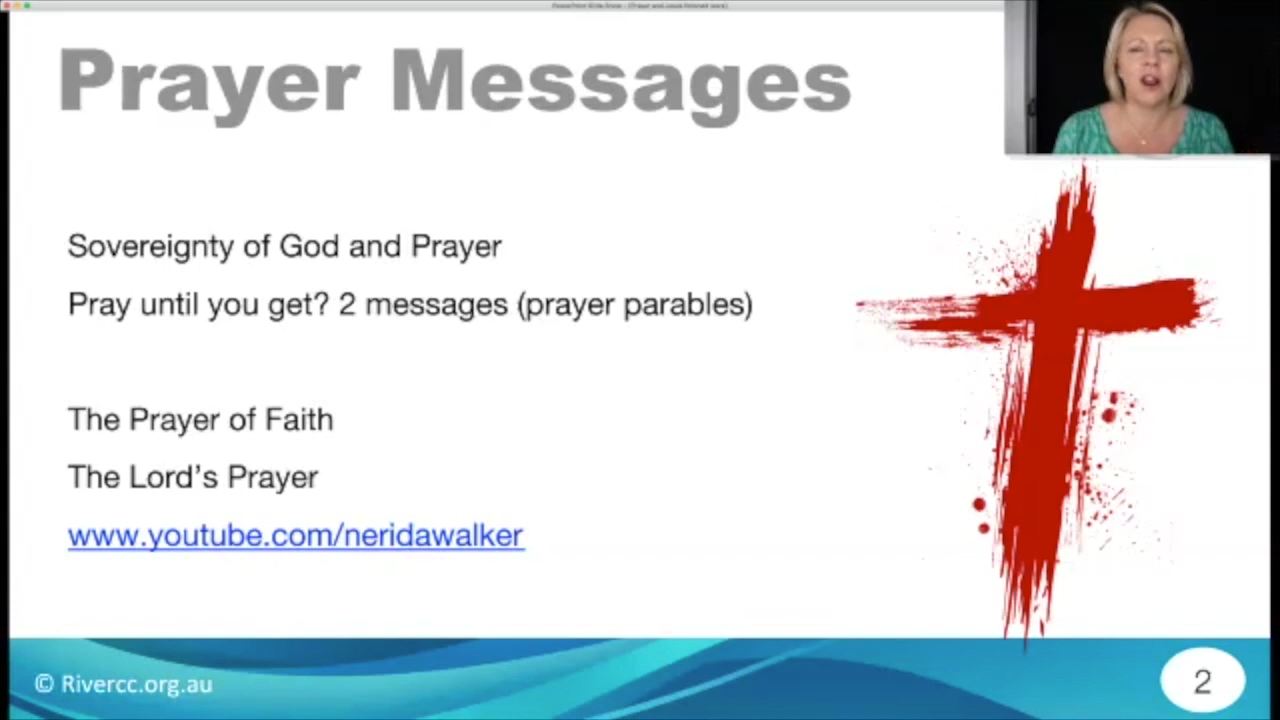 Prayer Messages
Sovereignty of God and Prayer
Pray until you get? 2 messages (prayer parables)
The Prayer of Faith
The Lord's Prayer
www.youtube.com/neridawalker
© Rivercc.org.au
2